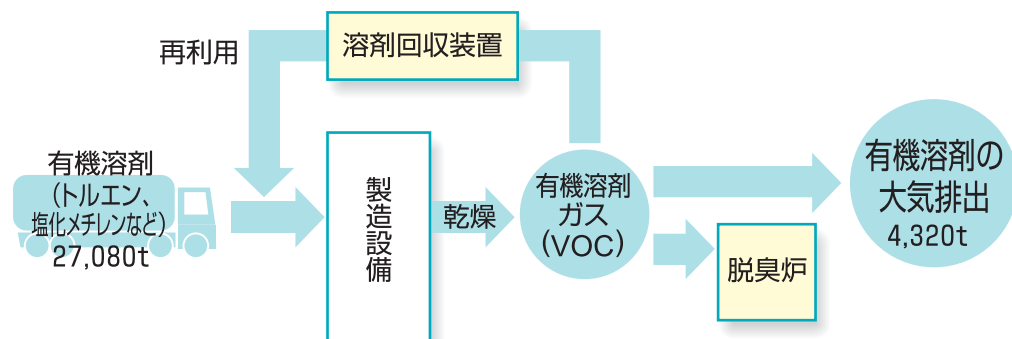 再利用
溶剤回収装置
有機溶剤
(トルエン、
塩化メチレンなど)
27,080t
製造設備
乾燥
有機溶剤
ガス
(VOC)
脱臭炉
有機溶剤の
大気排出
4,320t